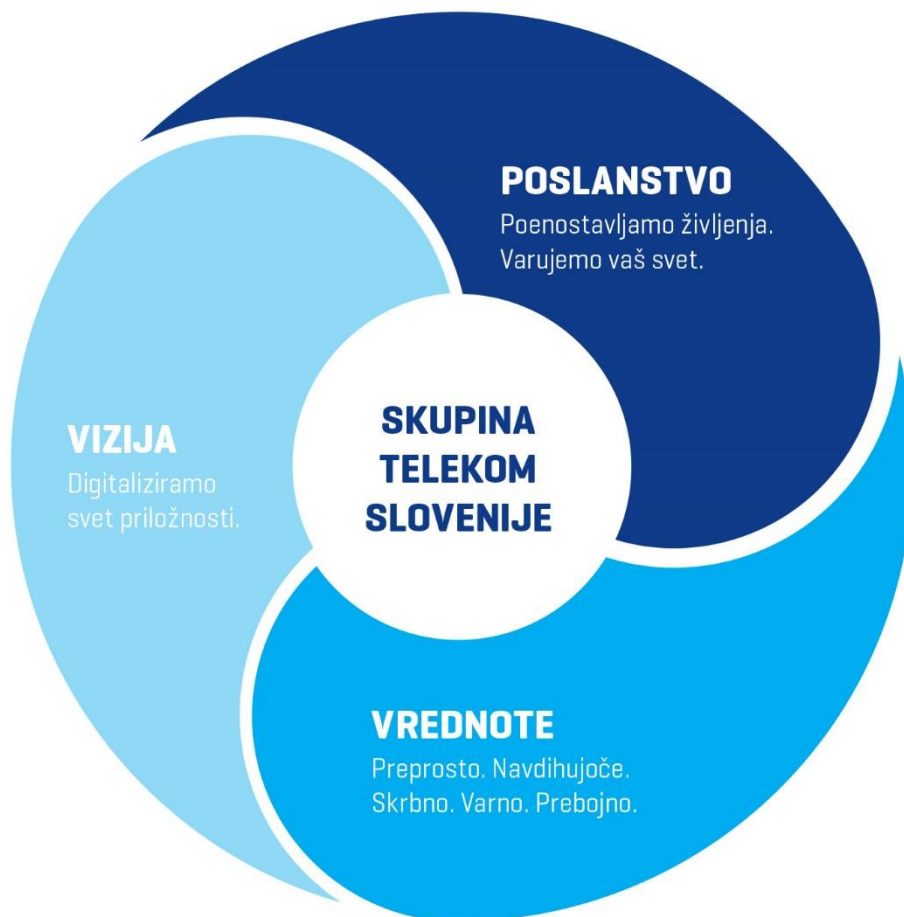 POSLANSTVO
Poenostavljamo življenja.
Varujemo vaš svet.
VIZIJA
Digitaliziramo
svet priložnosti.
SKUPINA
TELEKOM
SLOVENIJE
VREDNOTE
Preprosto. Navdihujoče.
Skrbno. Varno. Prebojno.